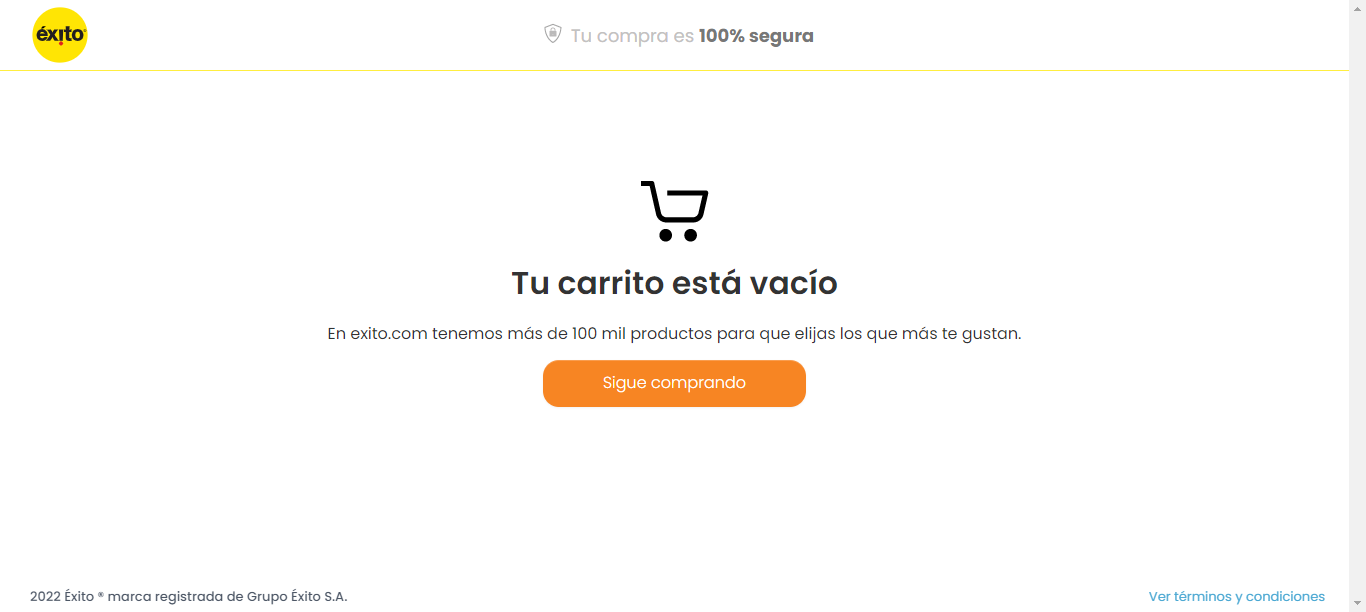 éxito
Tu compra es 100% segura
Tu carrito está vacío
En exito.com tenemos más de 100 mil productos para que elijas los que más te gustan.
Sigue comprando
2022 Éxito ® marca registrada de Grupo Éxito S.A.
Ver términos y condiciones